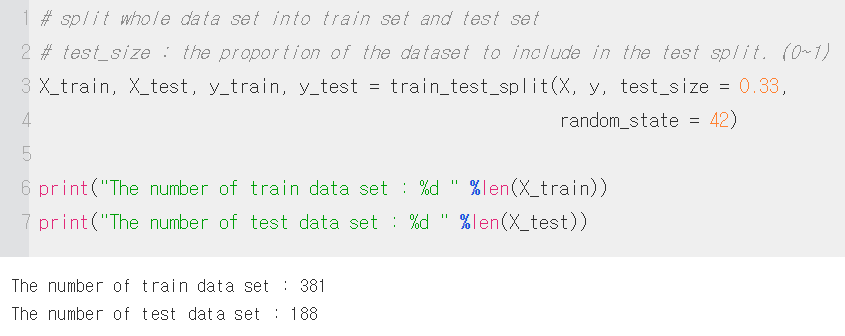 1 # split whole data set into train set and test set
2 # test_size : the proportion of the dataset to include in the test split. (0~1)
3 X_train, X_test, y_train, y_test = train_test_split(X, y, test_size = 0.33,
4 random_state = 42)
5
6 print("The number of train data set : %d " %len(X_train))
7 print("The number of test data set : %d " %len(X_test))
The number of train data set : 381
The number of test data set : 188